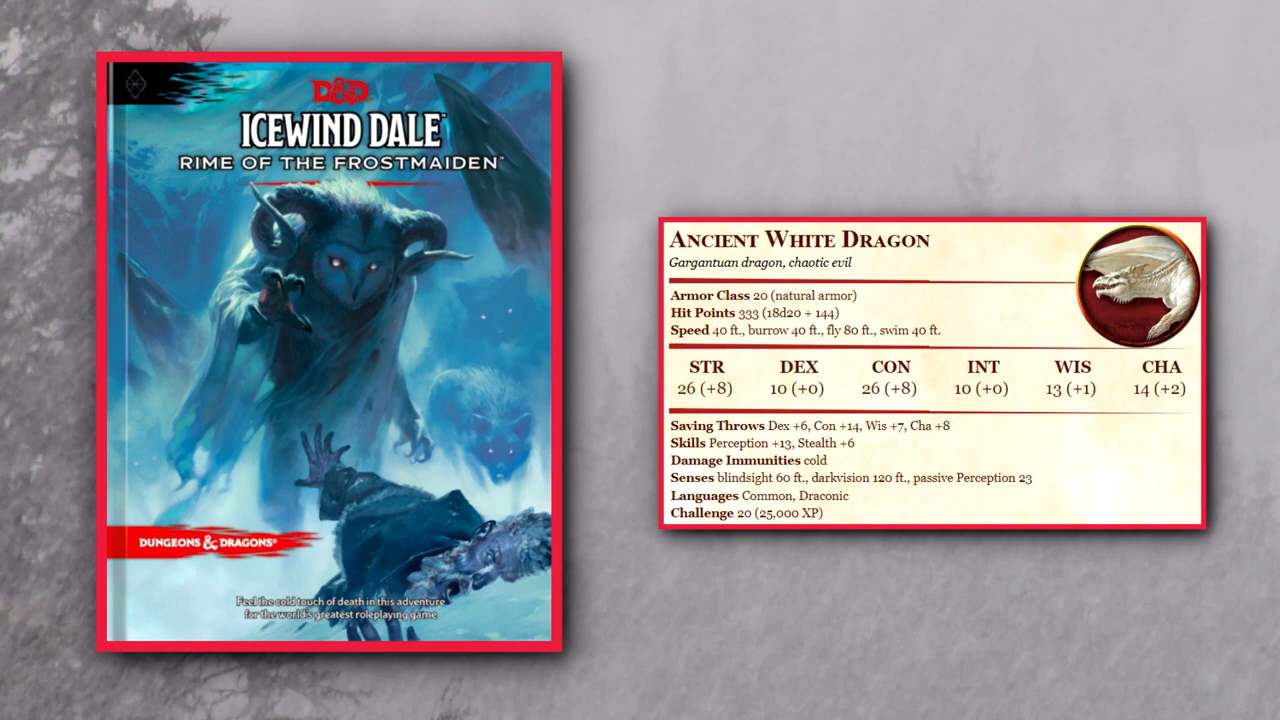 D&D
ICEWIND DALE™
RIME OF THE FROSTMAIDEN™
DUNGEONS & DRAGONS®
Feel the cold touch of death in this adventure
for the world's greatest roleplaying game
ANCIENT WHITE DRAGON
Gargantuan dragon, chaotic evil
Armor Class 20 (natural armor)
Hit Points 333 (18d20 + 144)
Speed 40 ft., burrow 40 ft., fly 80 ft., swim 40 ft.
STR DEX CON INT WIS CHA
26 (+8) 10 (+0) 26 (+8) 10 (+0) 13 (+1) 14 (+2)
Saving Throws Dex +6, Con +14, Wis +7, Cha +8
Skills Perception +13, Stealth +6
Damage Immunities cold
Senses blindsight 60 ft., darkvision 120 ft., passive Perception 23
Languages Common, Draconic
Challenge 20 (25,000 XP)